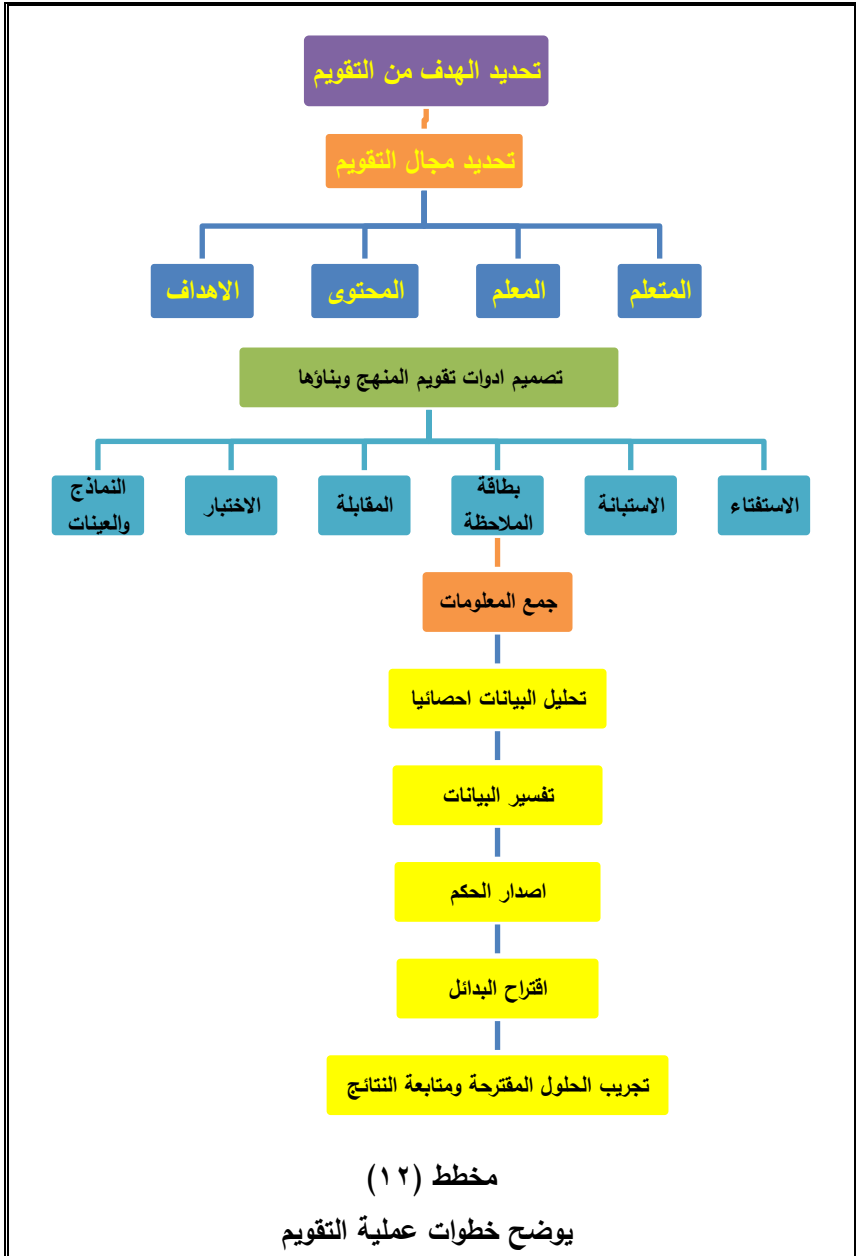 تحديد الهدف من التقويم
تحديد مجال التقويم
المتعلم
المعلم
المحتوى
الاهداف
تصميم ادوات تقويم المنهج وبناؤها
الاستفتاء
الاستبانة
بطاقة
الملاحظة
المقابلة
الاختبار
النماذج
والعينات
جمع المعلومات
تحليل البيانات احصائيا
تفسير البيانات
اصدار الحكم
اقتراح البدائل
تجريب الحلول المقترحة ومتابعة النتائج
مخطط (١٢)
يوضح خطوات عملية التقويم